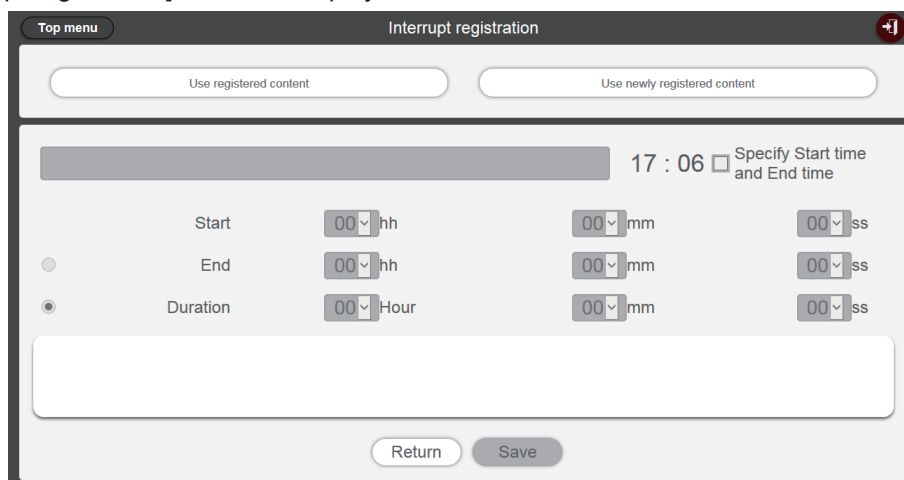 Top menu
Interrupt registration
Use registered content
Use newly registered content
17 : 06
Specify Start time
and End time
Start 00 hh 00 mm 00 ss
End 00 hh 00 mm 00 ss
Duration 00 Hour 00 mm 00 ss
Return
Save